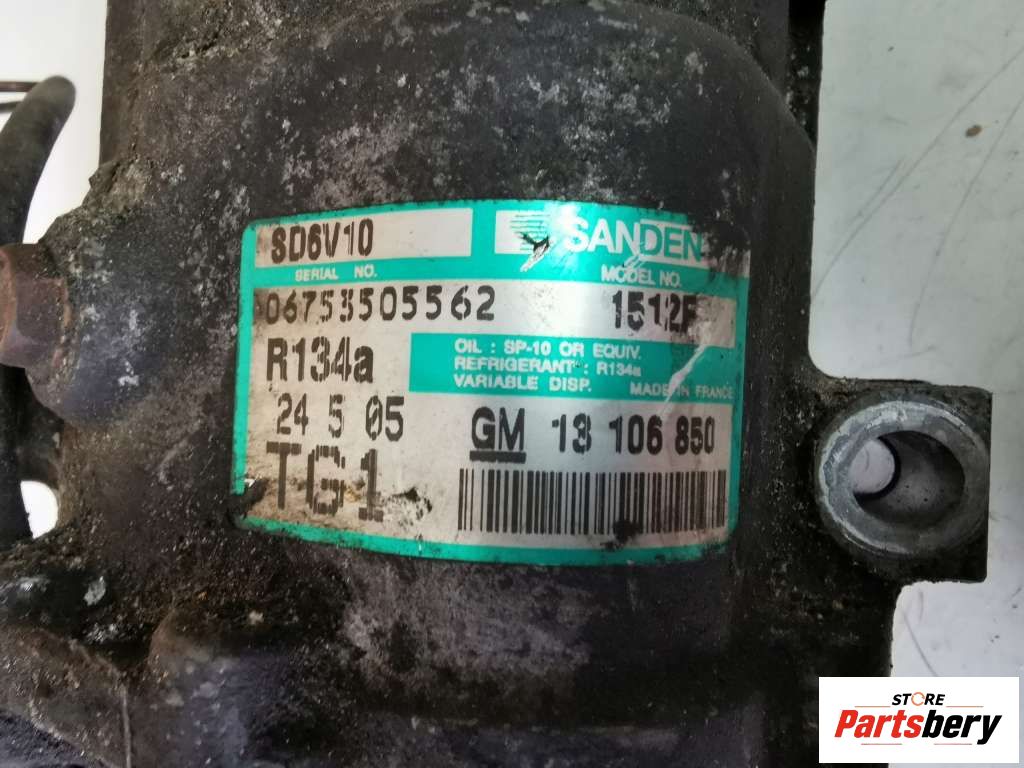 SD6V10 SANDEN
SERIAL NO. MODEL NO.
06753505562 1512F
R134a OIL : SP-10 OR EQUIV.
REFRIGERANT : R134a
VARIABLE DISP. MADE IN FRANCE
24 5 05 GM 13 106 850
TG1
STORE
Partsbery